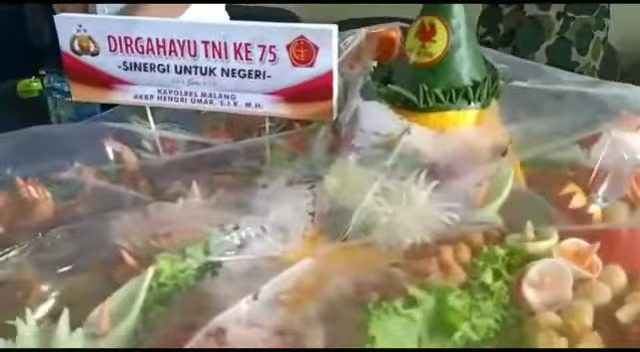 DIRGAHAYU TNI KE 75
-SINERGI UNTUK NEGERI-
KAPOLRES MALANG
AKBP HENDRI UMAR, S.I.K, M.H.